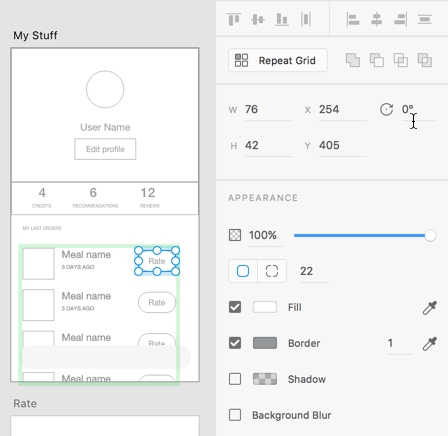 My Stuff
User Name
Edit profile
4 6 12
CREDITS RECOMMENDATIONS REVIEWS
MY LAST ORDERS
Meal name
3 DAYS AGO
Rate
Meal name
3 DAYS AGO
Rate
Meal name
Rate
Meal name
Rate
Repeat Grid
W 76 X 254 0°
H 42 Y 405
APPEARANCE
100%
22
Fill
Border 1
Shadow
Background Blur